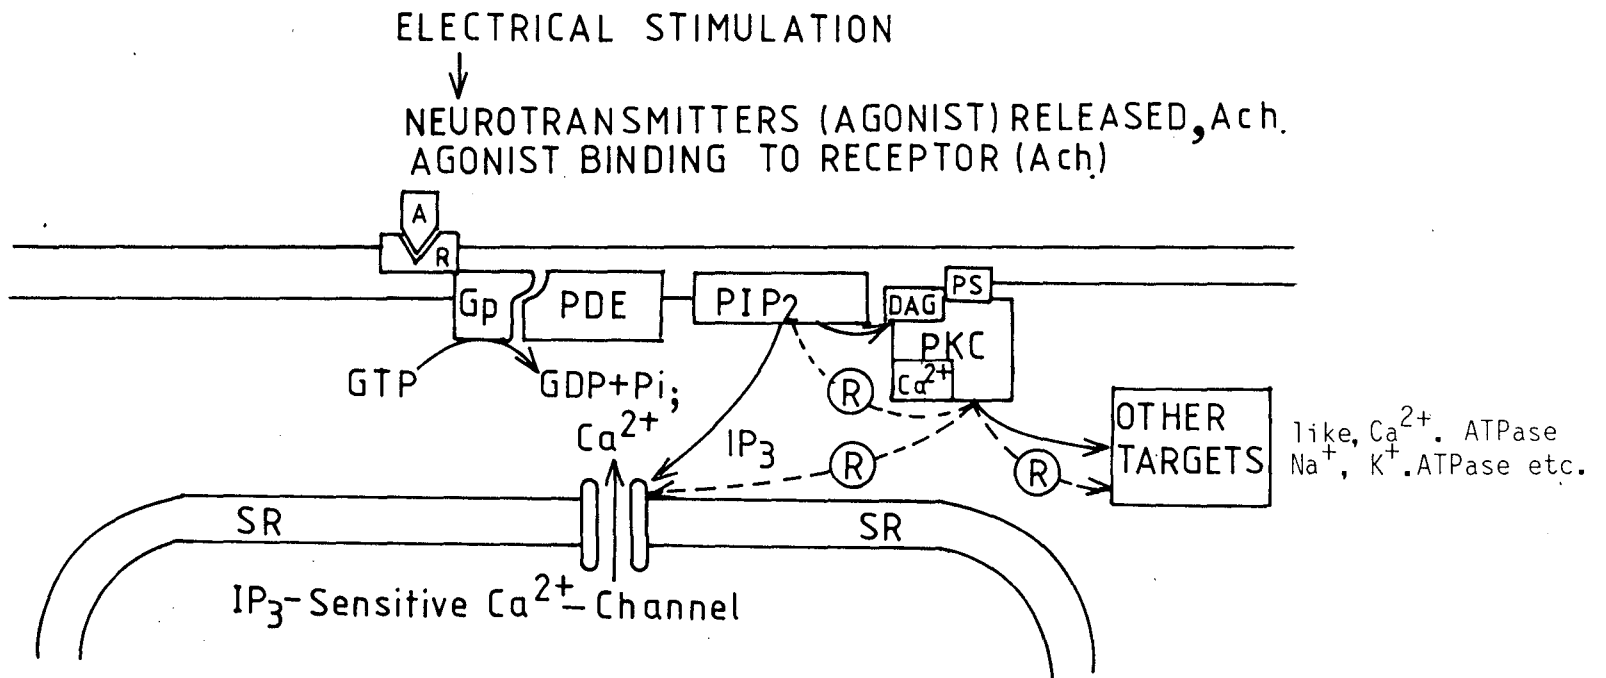 ELECTRICAL STIMULATION
NEUROTRANSMITTERS (AGONIST) RELEASED, Ach.
AGONIST BINDING TO RECEPTOR (Ach)
A
R
Gp
PDE
PIP2
DAG
PS
PKC
Ca2+
GTP
GDP+Pi;
Ca2+
IP3
R
R
R
OTHER
TARGETS
like, Ca2+. ATPase
Na+, K+.ATPase etc.
SR
SR
IP3-Sensitive Ca2+-Channel